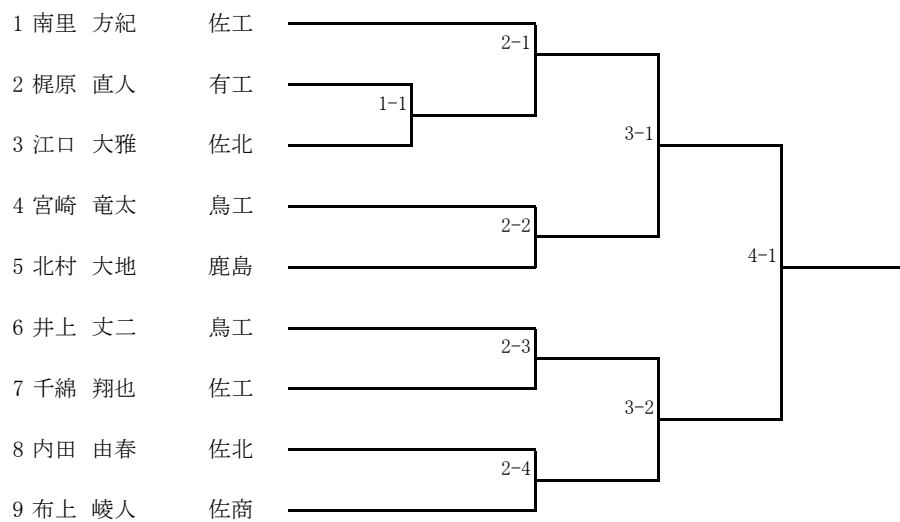 1 南里 方紀 佐工
2-1
2 梶原 直人 有工
1-1
3 江口 大雅 佐北
3-1
4 宮崎 竜太 鳥工
2-2
5 北村 大地 鹿島
4-1
6 井上 丈二 鳥工
2-3
7 千綿 翔也 佐工
3-2
8 内田 由春 佐北
2-4
9 布上 崚人 佐商